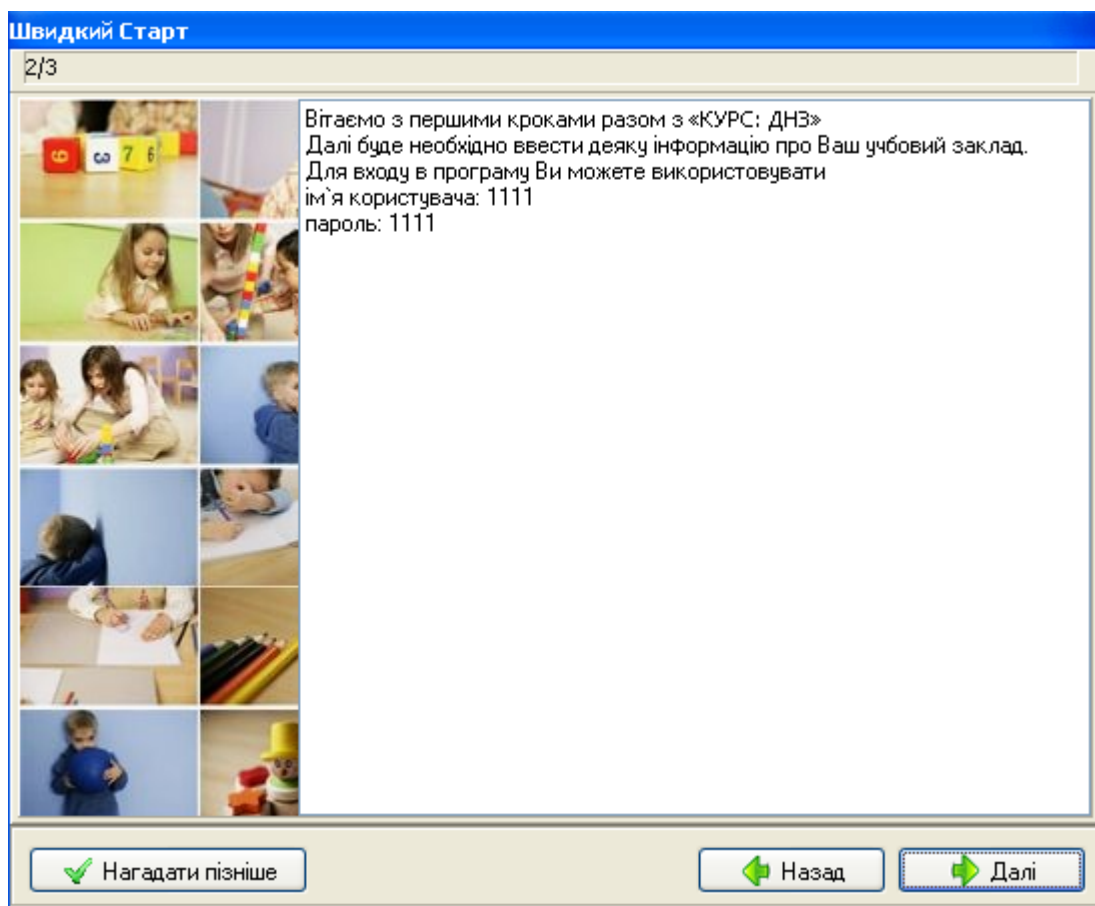 Швидкий Старт
2/3
Вітаємо з першими кроками разом з «КУРС: ДНЗ»
Далі буде необхідно ввести деяку інформацію про Ваш учбовий заклад.
Для входу в програму Ви можете використовувати
ім`я користувача: 1111
пароль: 1111
Нагадати пізніше
Назад
Далі